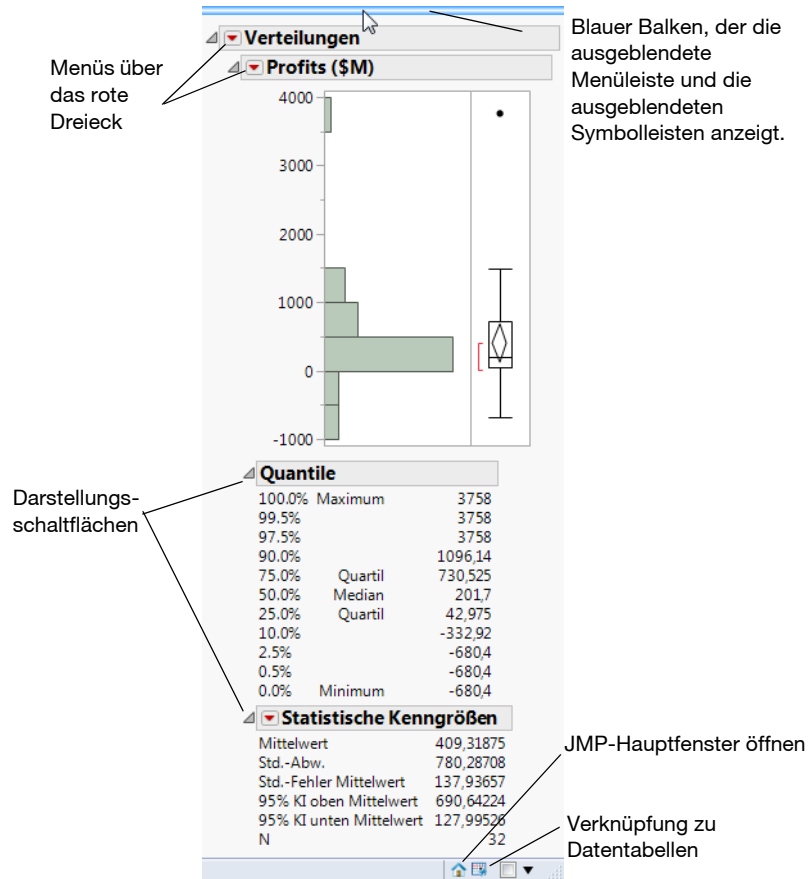 Blauer Balken, der die
ausgeblendete
Menüleiste und die
ausgeblendeten
Symbolleisten anzeigt.
Menüs über
das rote
Dreieck
Verteilungen
Profits ($M)
4000
3000
2000
1000
0
-1000
Darstellungs-
schaltflächen
Quantile
100.0% Maximum 3758
99.5% 3758
97.5% 3758
90.0% 1096,14
75.0% Quartil 730,525
50.0% Median 201,7
25.0% Quartil 42,975
10.0% -332,92
2.5% -680,4
0.5% -680,4
0.0% Minimum -680,4
Statistische Kenngrößen
Mittelwert 409,31875
Std.-Abw. 780,28708
Std.-Fehler Mittelwert 137,93657
95% KI oben Mittelwert 690,64224
95% KI unten Mittelwert 127,99526
N 32
JMP-Hauptfenster öffnen
Verknüpfung zu
Datentabellen